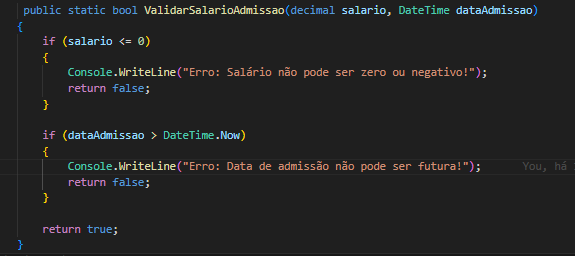 public static bool ValidarSalarioAdmissao(decimal salario, DateTime dataAdmissao)
{
    if (salario <= 0)
    {
        Console.WriteLine("Erro: Salário não pode ser zero ou negativo!");
        return false;
    }

    if (dataAdmissao > DateTime.Now)
    {
        Console.WriteLine("Erro: Data de admissão não pode ser futura!");    You, há
        return false;
    }

    return true;
}